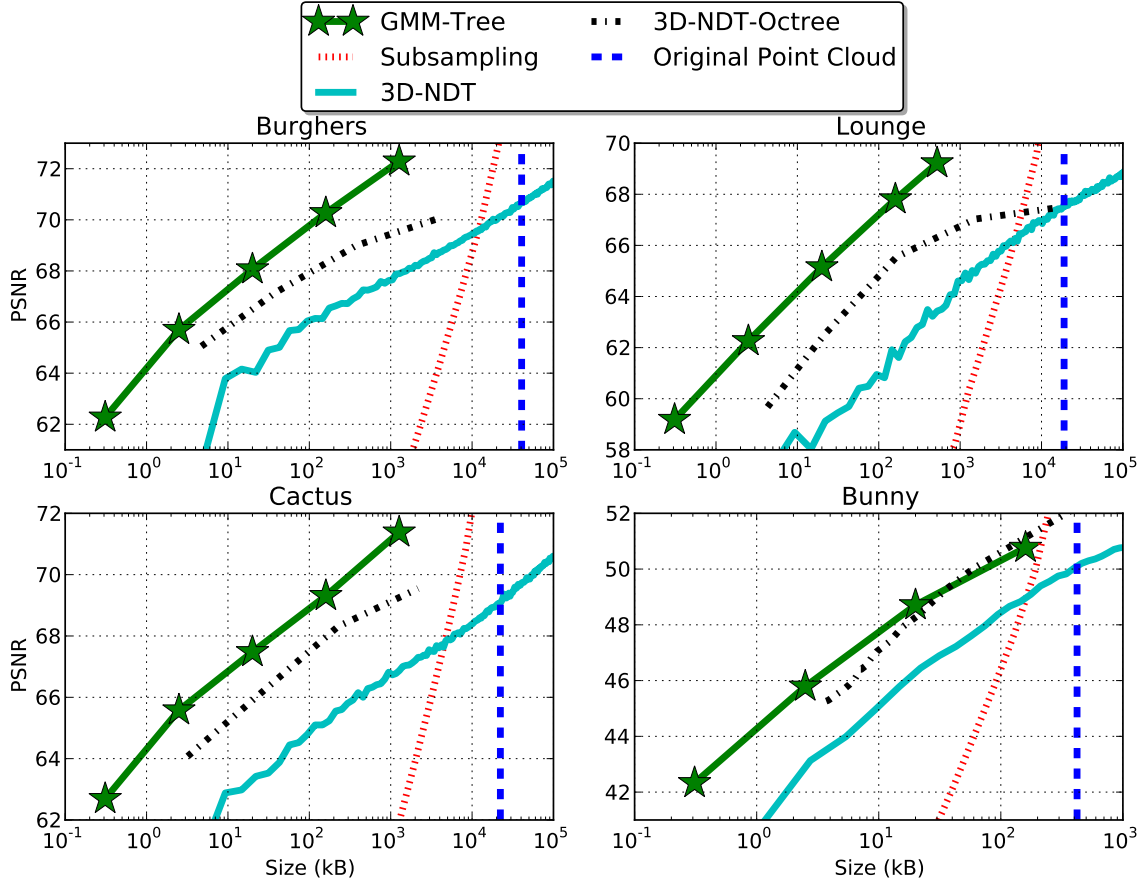 GMM-Tree
Subsampling
3D-NDT
3D-NDT-Octree
Original Point Cloud
Burghers
PSNR
72
70
68
66
64
62
10^-1 10^0 10^1 10^2 10^3 10^4 10^5
Lounge
70
68
66
64
62
60
58
10^-1 10^0 10^1 10^2 10^3 10^4 10^5
Cactus
PSNR
72
70
68
66
64
62
10^-1 10^0 10^1 10^2 10^3 10^4 10^5
Size (kB)
Bunny
52
50
48
46
44
42
10^-1 10^0 10^1 10^2 10^3
Size (kB)